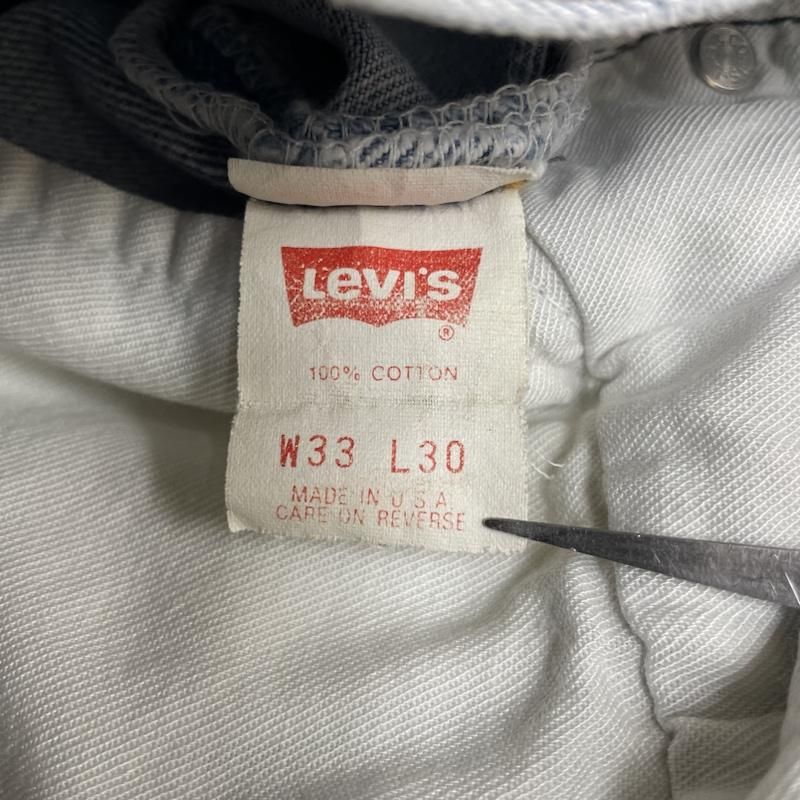 Levi's
®
100% COTTON
W33 L30
MADE IN U S A
CARE ON REVERSE